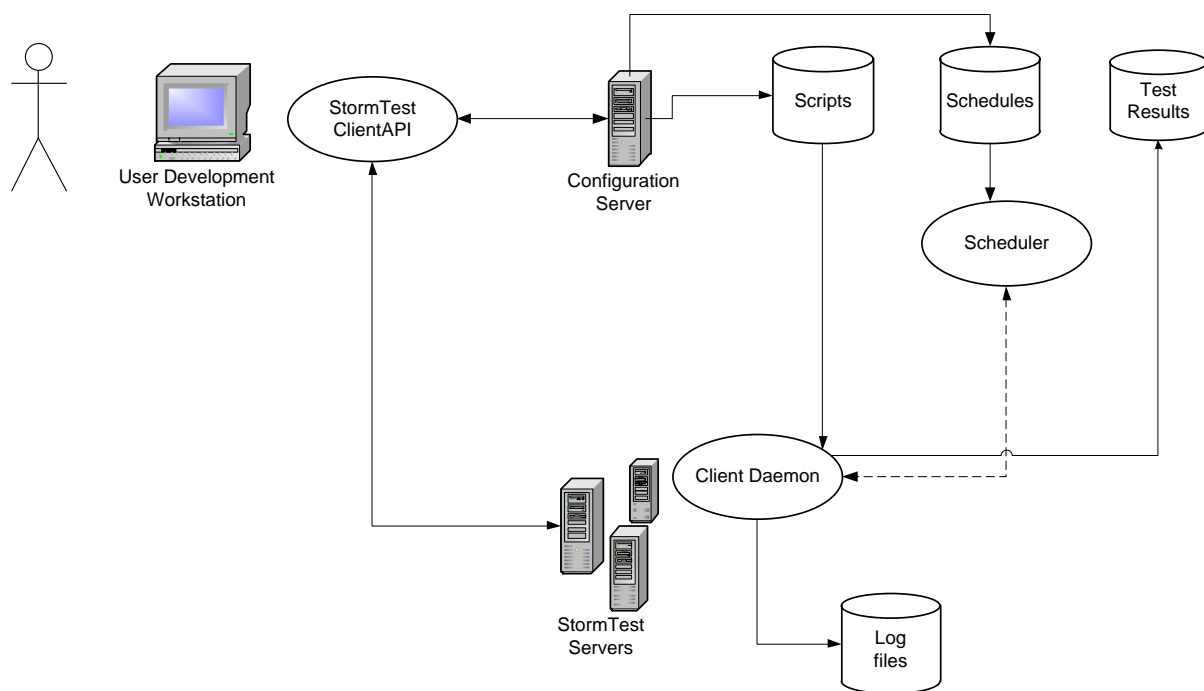 StormTest
ClientAPI
Scripts
Schedules
Test
Results
User Development
Workstation
Configuration
Server
Scheduler
Client Daemon
StormTest
Servers
Log
files